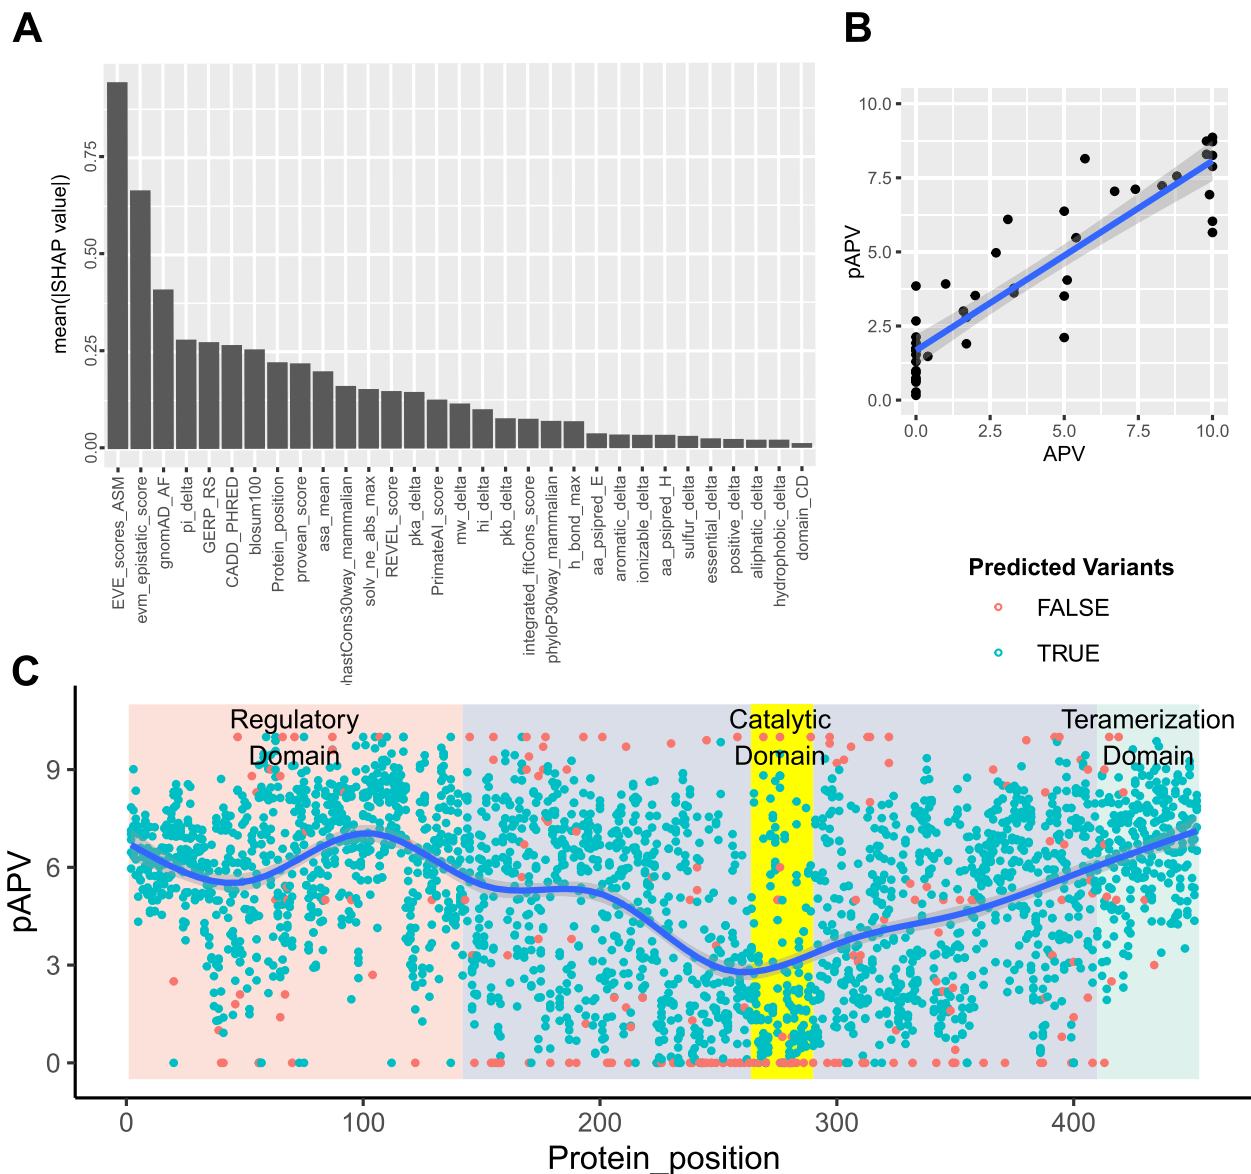 A
B
mean(|SHAP value|)
0.75
0.50
0.25
0.00
EVE_scores_ASM
evm_epistatic_score
gnomAD_AF
pi_delta
GERP_RS
CADD_PHRED
blosum100
Protein_position
provean_score
asa_mean
hastCons30way_mammalian
solv_ne_abs_max
REVEL_score
pka_delta
PrimateAI_score
mw_delta
hi_delta
pkb_delta
integrated_fitCons_score
phyloP30way_mammalian
h_bond_max
aa_psipred_E
aromatic_delta
ionizable_delta
aa_psipred_H
sulfur_delta
essential_delta
positive_delta
aliphatic_delta
hydrophobic_delta
domain_CD
pAPV
10.0
7.5
5.0
2.5
0.0
0.0
2.5
5.0
7.5
10.0
APV
Predicted Variants
FALSE
TRUE
C
Regulatory
Domain
Catalytic
Domain
Teramerization
Domain
pAPV
9
6
3
0
0
100
200
300
400
Protein_position